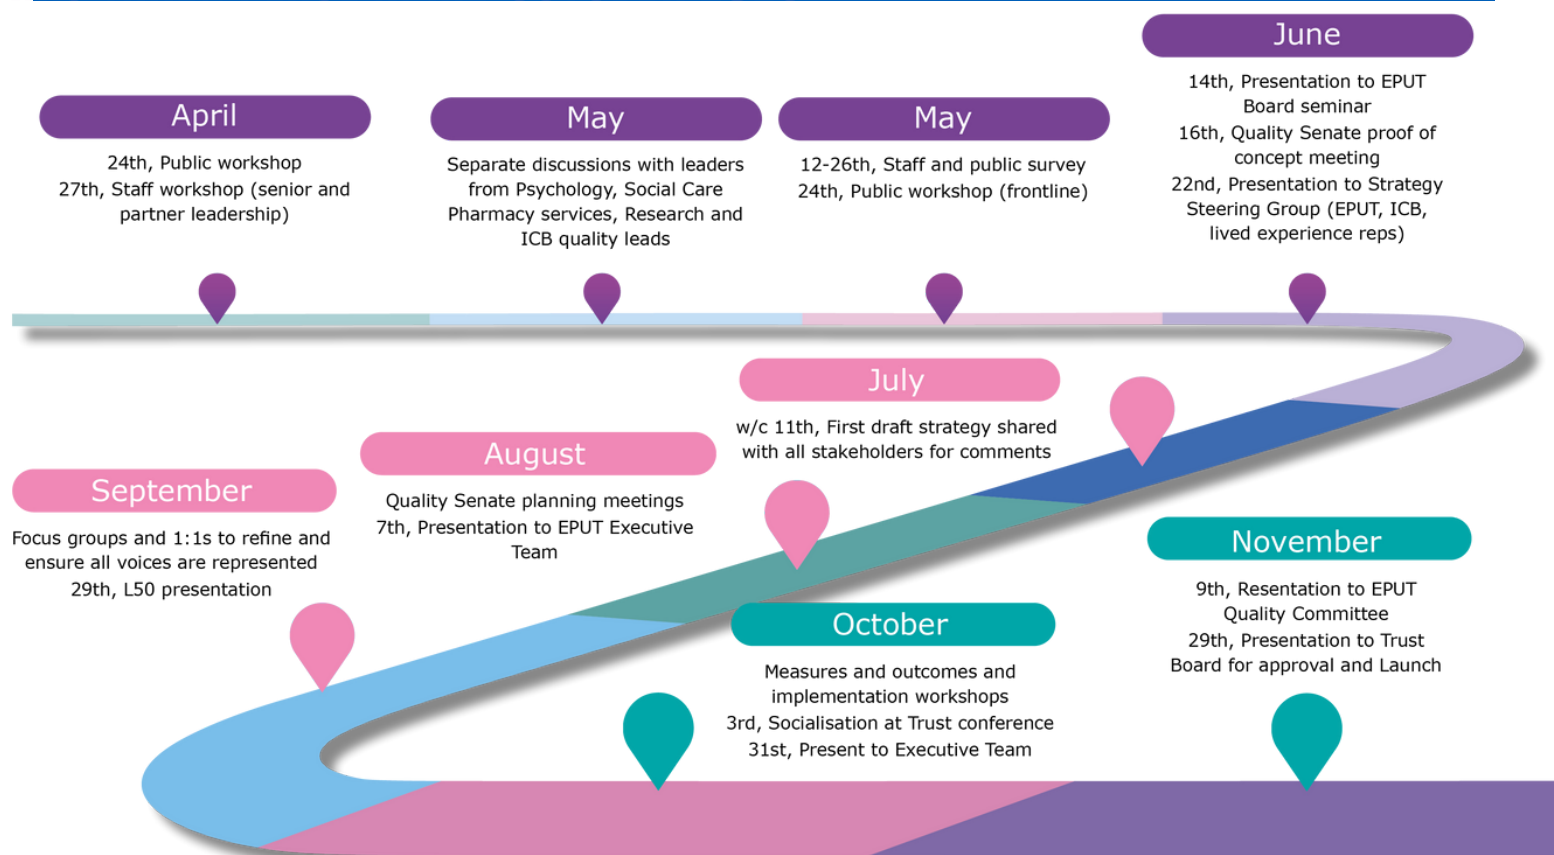 April
24th, Public workshop
27th, Staff workshop (senior and
partner leadership)
May
Separate discussions with leaders
from Psychology, Social Care
Pharmacy services, Research and
ICB quality leads
May
12-26th, Staff and public survey
24th, Public workshop (frontline)
June
14th, Presentation to EPUT
Board seminar
16th, Quality Senate proof of
concept meeting
22nd, Presentation to Strategy
Steering Group (EPUT, ICB,
lived experience reps)
July
w/c 11th, First draft strategy shared
with all stakeholders for comments
August
Quality Senate planning meetings
7th, Presentation to EPUT Executive
Team
September
Focus groups and 1:1s to refine and
ensure all voices are represented
29th, L50 presentation
October
Measures and outcomes and
implementation workshops
3rd, Socialisation at Trust conference
31st, Present to Executive Team
November
9th, Resentation to EPUT
Quality Committee
29th, Presentation to Trust
Board for approval and Launch